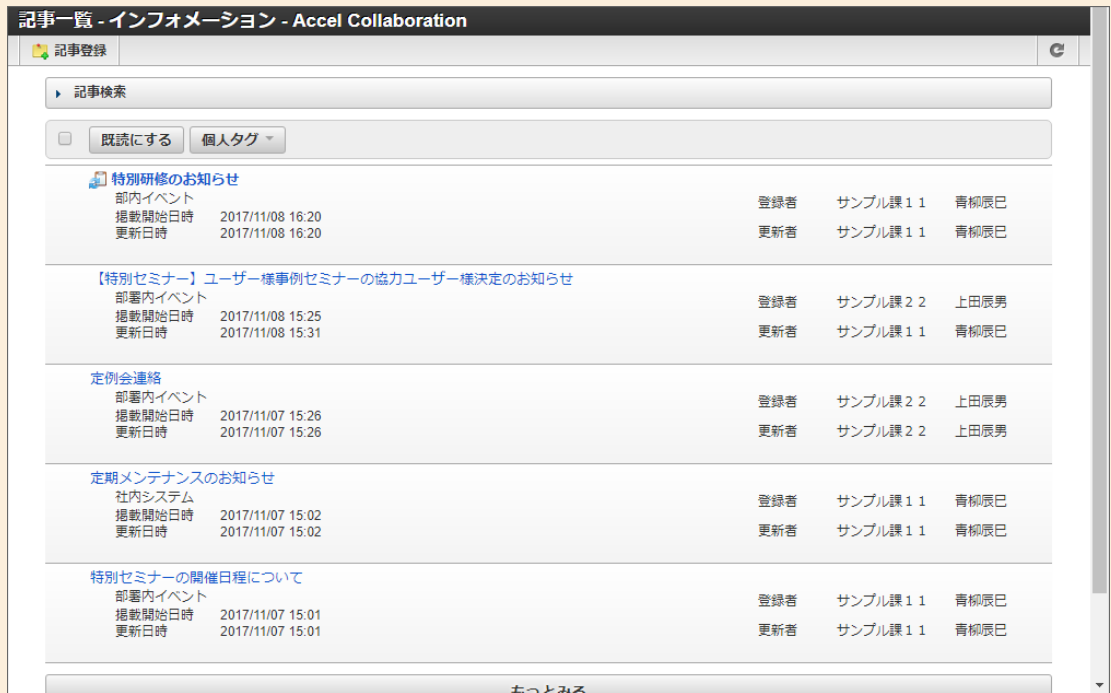 記事一覧 - インフォメーション - Accel Collaboration
記事登録
記事検索
既読にする 個人タグ
特別研修のお知らせ
部内イベント
掲載開始日時 2017/11/08 16:20 登録者 サンプル課11 青柳辰巳
更新日時 2017/11/08 16:20 更新者 サンプル課11 青柳辰巳
【特別セミナー】ユーザー様事例セミナーの協力ユーザー様決定のお知らせ
部署内イベント
掲載開始日時 2017/11/08 15:25 登録者 サンプル課22 上田辰男
更新日時 2017/11/08 15:31 更新者 サンプル課11 青柳辰巳
定例会連絡
部署内イベント
掲載開始日時 2017/11/07 15:26 登録者 サンプル課22 上田辰男
更新日時 2017/11/07 15:26 更新者 サンプル課22 上田辰男
定期メンテナンスのお知らせ
社内システム
掲載開始日時 2017/11/07 15:02 登録者 サンプル課11 青柳辰巳
更新日時 2017/11/07 15:02 更新者 サンプル課11 青柳辰巳
特別セミナーの開催日程について
部署内イベント
掲載開始日時 2017/11/07 15:01 登録者 サンプル課11 青柳辰巳
更新日時 2017/11/07 15:01 更新者 サンプル課11 青柳辰巳
もっとみる